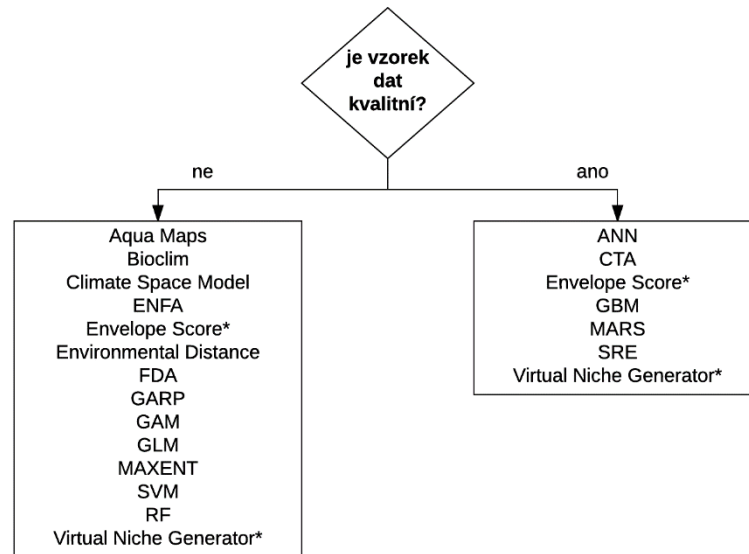 je vzorek
dat
kvalitní?
ne
ano
Aqua Maps
Bioclim
Climate Space Model
ENFA
Envelope Score*
Environmental Distance
FDA
GARP
GAM
GLM
MAXENT
SVM
RF
Virtual Niche Generator*
ANN
CTA
Envelope Score*
GBM
MARS
SRE
Virtual Niche Generator*